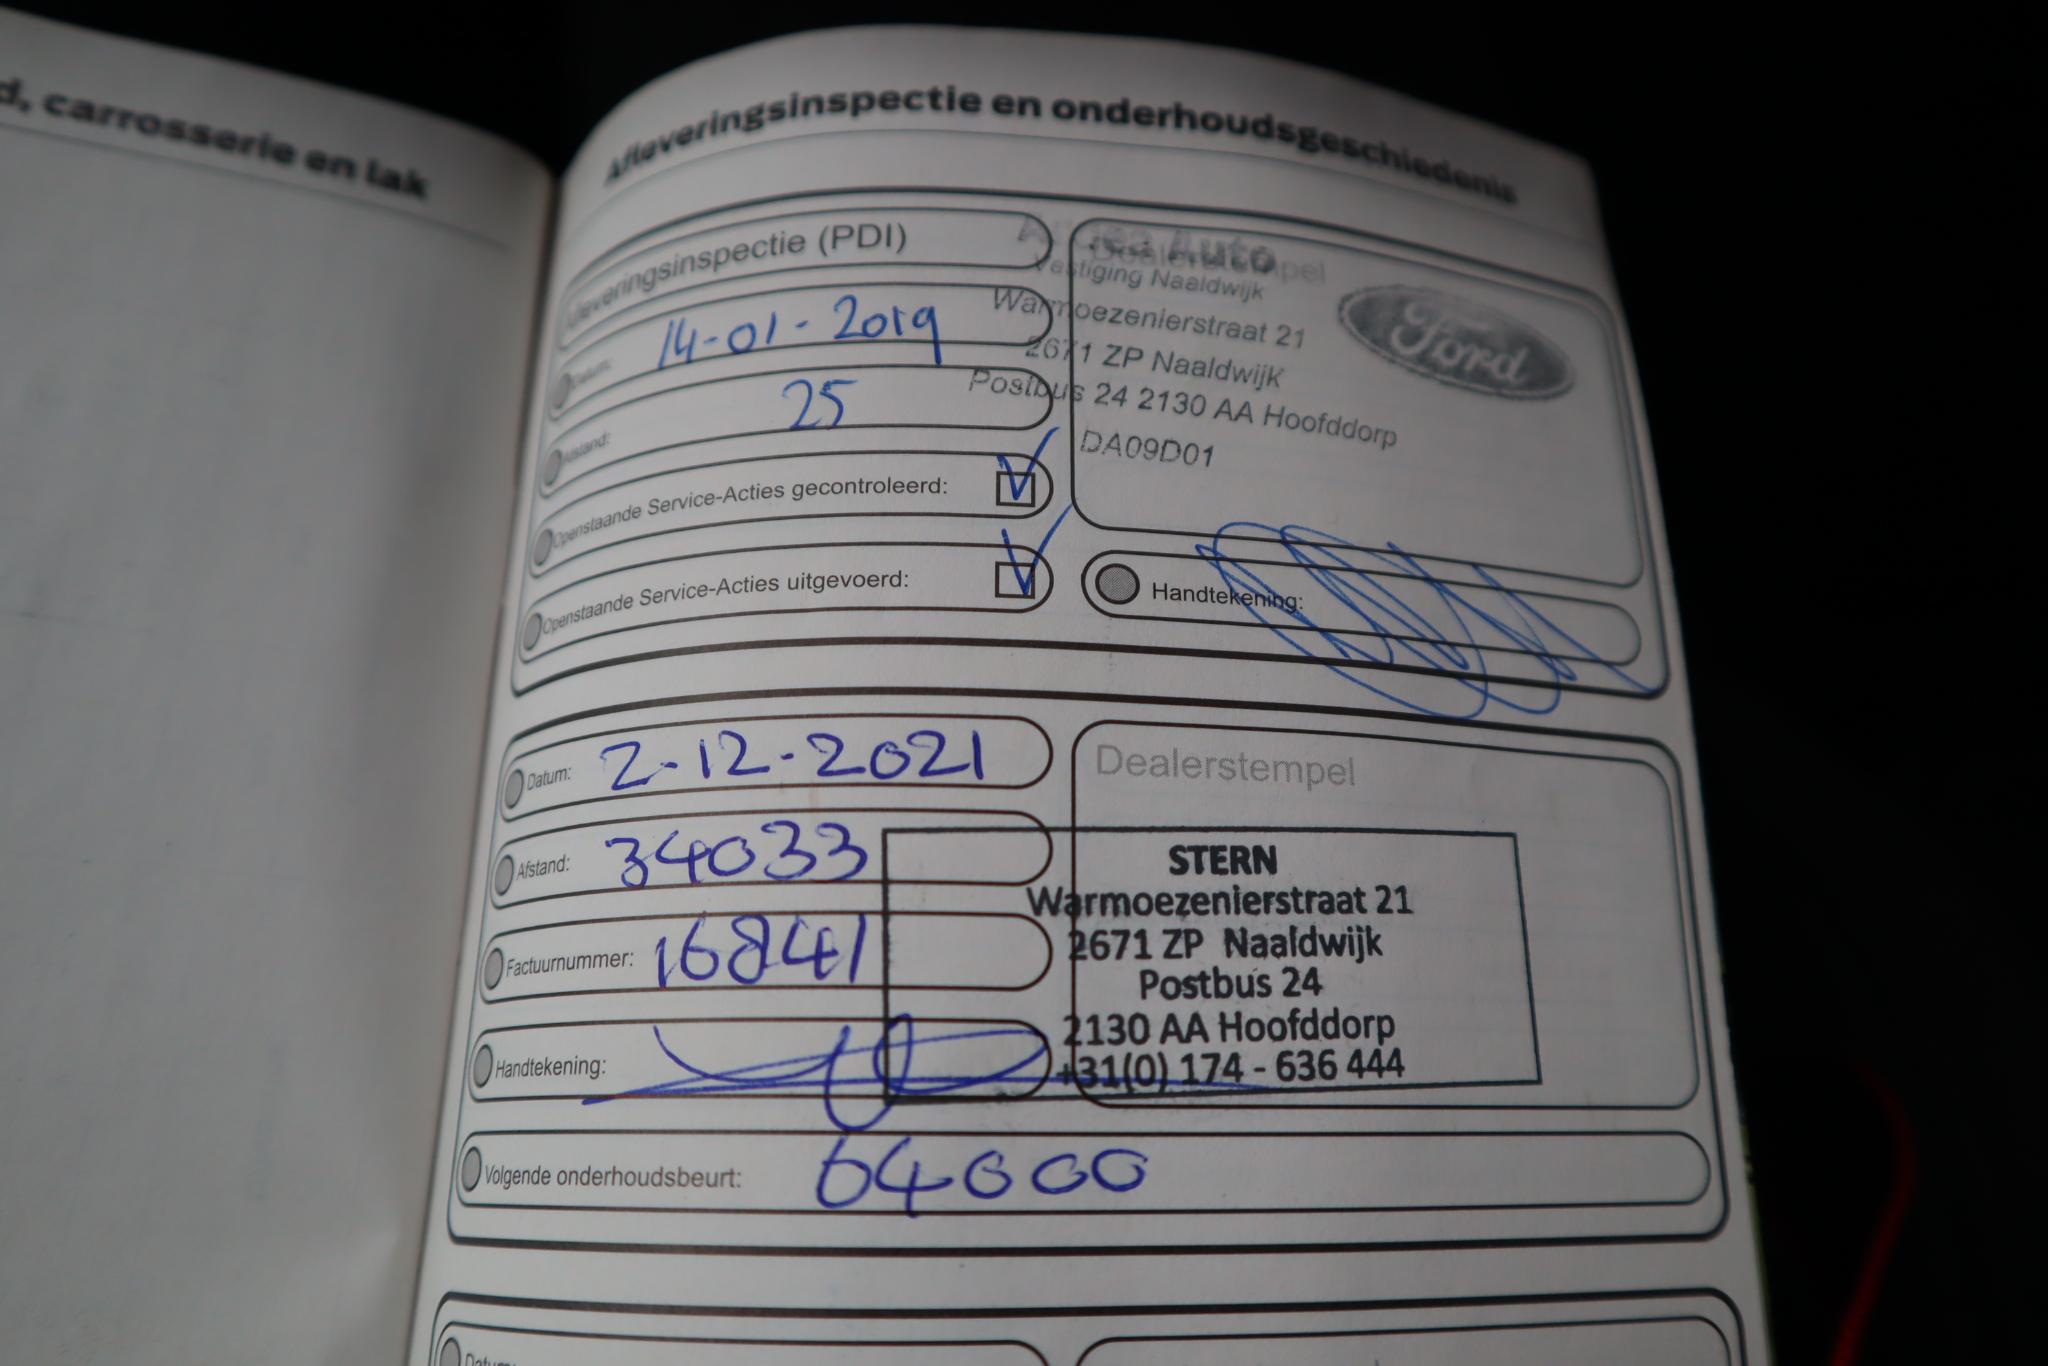 d, carrosserie en lak
Afleveringsinspectie en onderhoudsgeschiedenis
Afleveringsinspectie (PDI)
Datum: 14-01-2019
Afstand: 25
Openstaande Service-Acties gecontroleerd:
Openstaande Service-Acties uitgevoerd:
Dealerstempel
Auto
Vestiging Naaldwijk
Warmoezenierstraat 21
2671 ZP Naaldwijk
Postbus 24 2130 AA Hoofddorp
DA09D01
Ford
Handtekening:
Datum: 2-12-2021
Afstand: 34033
Factuurnummer: 16841
Handtekening:
Dealerstempel
STERN
Warmoezenierstraat 21
2671 ZP Naaldwijk
Postbus 24
2130 AA Hoofddorp
+31(0) 174 - 636 444
Volgende onderhoudsbeurt: 64000
Datum: